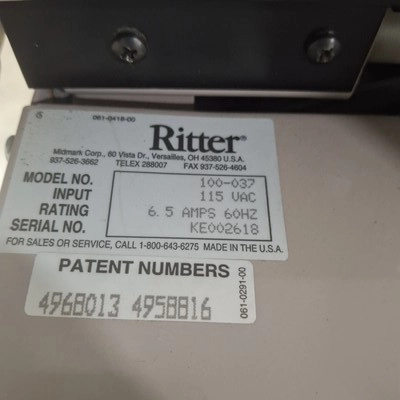 6 061-0418-00
Ritter®
Midmark Corp., 60 Vista Dr., Versailles, OH 45380 U.S.A.
937-526-3662 TELEX 288007 FAX 937-526-4604
MODEL NO. 100-037
INPUT 115 VAC
RATING 6.5 AMPS 60HZ
SERIAL NO. KE002618
FOR SALES OR SERVICE, CALL 1-800-643-6275 MADE IN THE U.S.A.
PATENT NUMBERS
4968013 4958816
061-0291-00